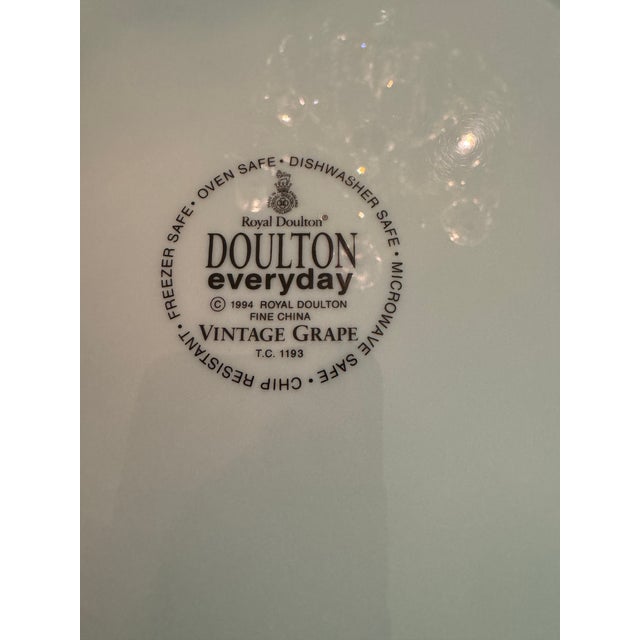 FREEZER SAFE • OVEN SAFE • DISHWASHER SAFE • MICROWAVE SAFE • CHIP RESISTANT •
Royal Doulton®
DOULTON
everyday
© 1994 ROYAL DOULTON
FINE CHINA
VINTAGE GRAPE
T.C. 1193